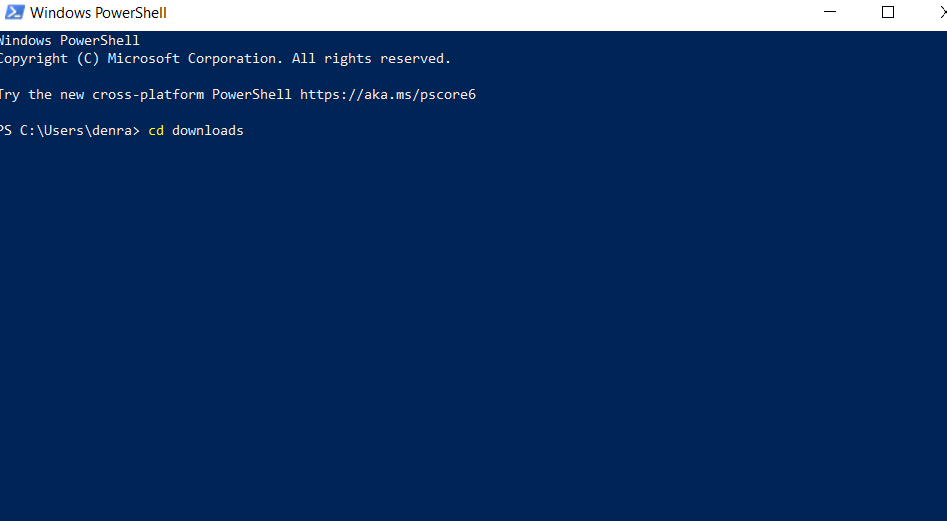 Windows PowerShell
Windows PowerShell
Copyright (C) Microsoft Corporation. All rights reserved.
Try the new cross-platform PowerShell https://aka.ms/pscore6
PS C:\Users\denra> cd downloads